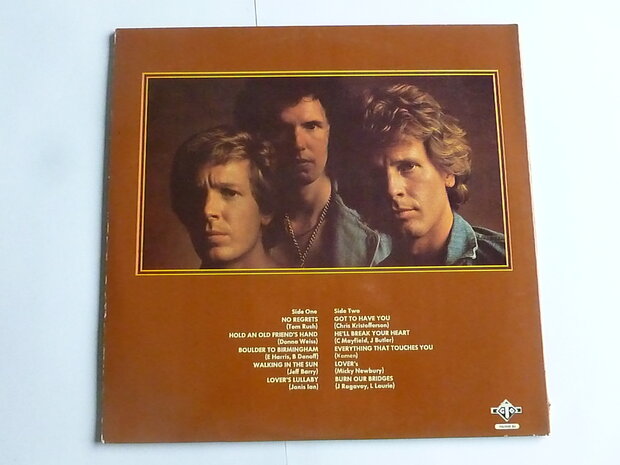 Side One
NO REGRETS
(Tom Rush)
HOLD AN OLD FRIEND'S HAND
(Donna Weiss)
BOULDER TO BIRMINGHAM
(E Harris, B Danoff)
WALKING IN THE SUN
(Jeff Barry)
LOVER'S LULLABY
(Janis Ian)
Side Two
GOT TO HAVE YOU
(Chris Kristofferson)
HE'LL BREAK YOUR HEART
(C Mayfield, J Butler)
EVERYTHING THAT TOUCHES YOU
(Kamen)
LOVER'S
(Micky Newbury)
BURN OUR BRIDGES
(J Ragavoy, L Laurie)
GTO